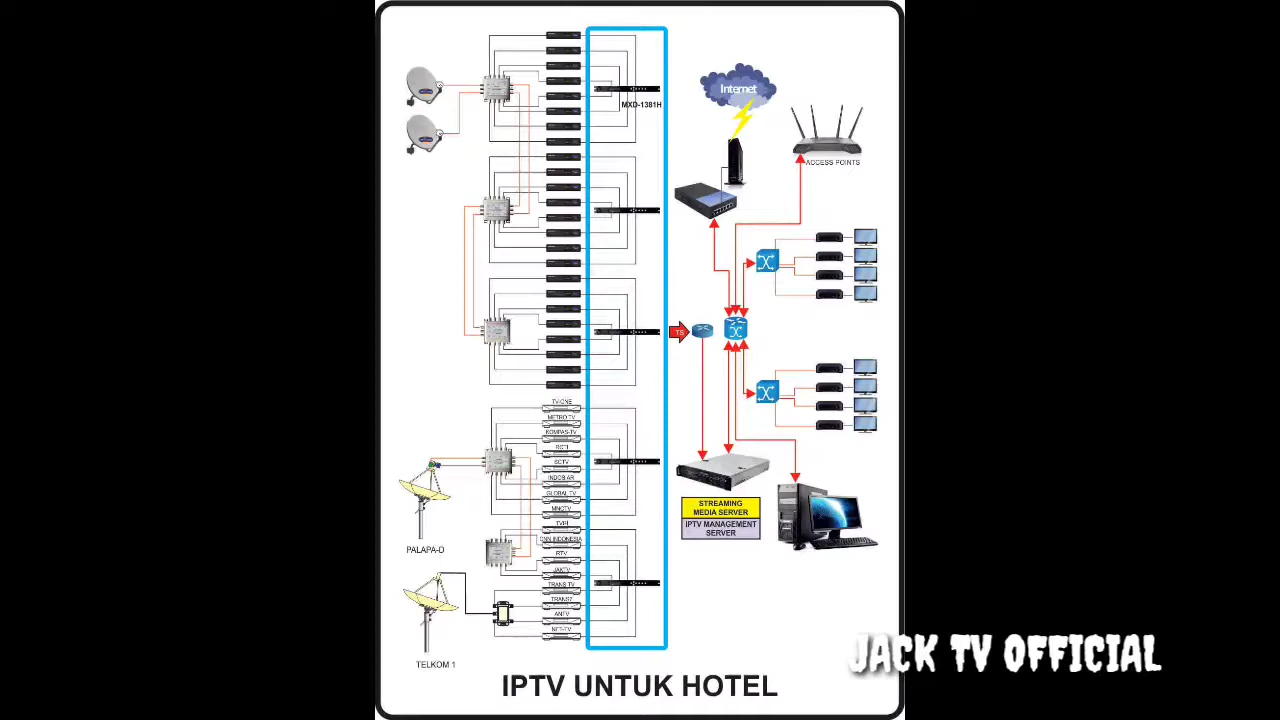 MXD-1381H
Internet
ACCESS POINTS
TS
TV-ONE
METRO TV
KOMPAS-TV
RCTI
SCTV
INDOSIAR
GLOBAL TV
MNCTV
TVRI
CNN INDONESIA
RTV
JAKTV
TRANS TV
TRANS7
ANTV
NET-TV
PALAPA-D
TELKOM 1
STREAMING
MEDIA SERVER
IPTV MANAGEMENT
SERVER
JACK TV OFFICIAL
IPTV UNTUK HOTEL